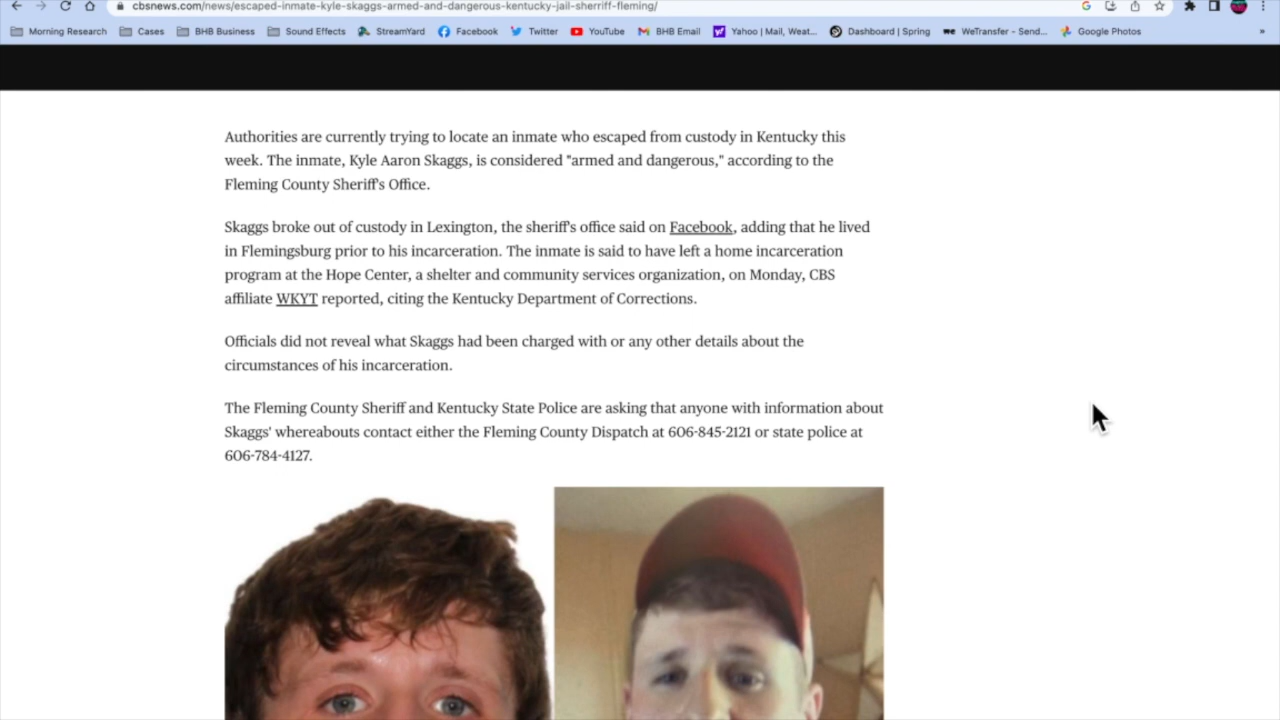 cbsnews.com/news/escaped-inmate-kyle-skaggs-armed-and-dangerous-kentucky-jail-sherriff-fleming/
Morning Research Cases BHB Business Sound Effects StreamYard Facebook Twitter YouTube BHB Email Yahoo | Mail, Weat... Dashboard | Spring WeTransfer - Send... Google Photos »
Authorities are currently trying to locate an inmate who escaped from custody in Kentucky this
week. The inmate, Kyle Aaron Skaggs, is considered "armed and dangerous," according to the
Fleming County Sheriff's Office.
Skaggs broke out of custody in Lexington, the sheriff's office said on Facebook, adding that he lived
in Flemingsburg prior to his incarceration. The inmate is said to have left a home incarceration
program at the Hope Center, a shelter and community services organization, on Monday, CBS
affiliate WKYT reported, citing the Kentucky Department of Corrections.
Officials did not reveal what Skaggs had been charged with or any other details about the
circumstances of his incarceration.
The Fleming County Sheriff and Kentucky State Police are asking that anyone with information about
Skaggs' whereabouts contact either the Fleming County Dispatch at 606-845-2121 or state police at
606-784-4127.